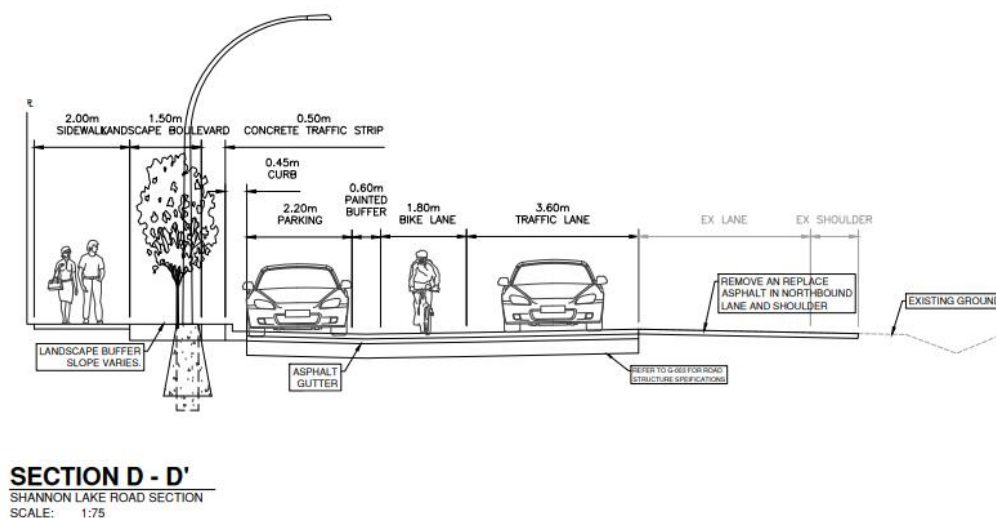 ℄
2.00m
SIDEWALK
1.50m
LANDSCAPE BOULEVARD
0.50m
CONCRETE TRAFFIC STRIP
0.45m
CURB
2.20m
PARKING
0.60m
PAINTED
BUFFER
1.80m
BIKE LANE
3.60m
TRAFFIC LANE
EX LANE
EX SHOULDER
REMOVE AN REPLACE
ASPHALT IN NORTHBOUND
LANE AND SHOULDER
EXISTING GROUND
LANDSCAPE BUFFER
SLOPE VARIES.
ASPHALT
GUTTER
REFER TO G-003 FOR ROAD
STRUCTURE SPEIFICATIONS
SECTION D - D'
SHANNON LAKE ROAD SECTION
SCALE: 1:75